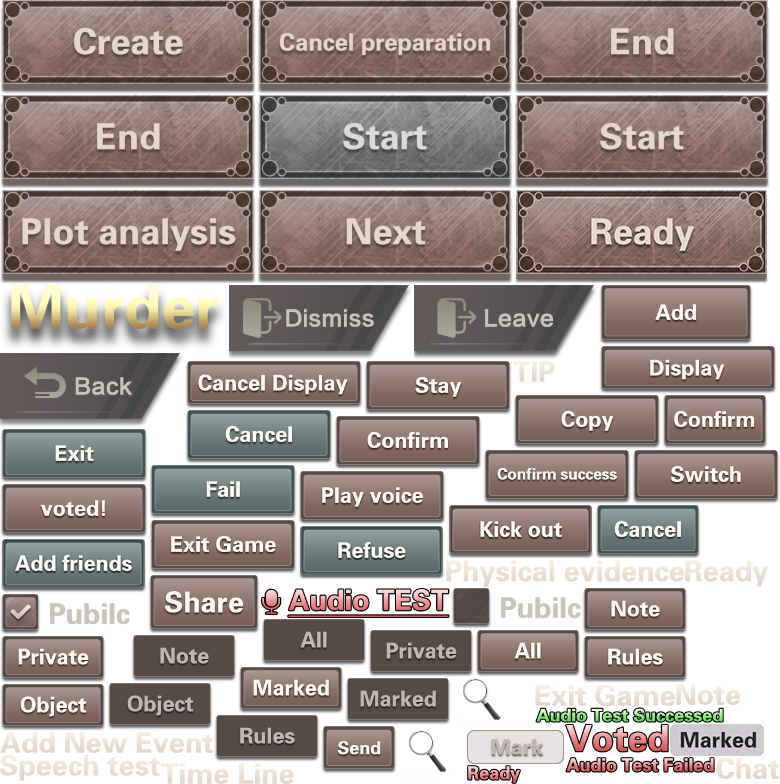 Create
Cancel preparation
End
End
Start
Start
Plot analysis
Next
Ready
Murder
Dismiss
Leave
Add
Back
Cancel Display
Stay
TIP
Display
Cancel
Confirm
Copy
Confirm
Exit
Fail
Play voice
Confirm success
Switch
voted!
Exit Game
Refuse
Kick out
Cancel
Add friends
Physical evidence
Ready
Pubilc
Share
Audio TEST
Pubilc
Note
Private
Note
All
Private
All
Rules
Object
Object
Marked
Marked
Exit Game
Note
Audio Test Successed
Add New Event
Rules
Send
Mark
Voted
Marked
Speech test
Time Line
Ready
Audio Test Failed
Chat